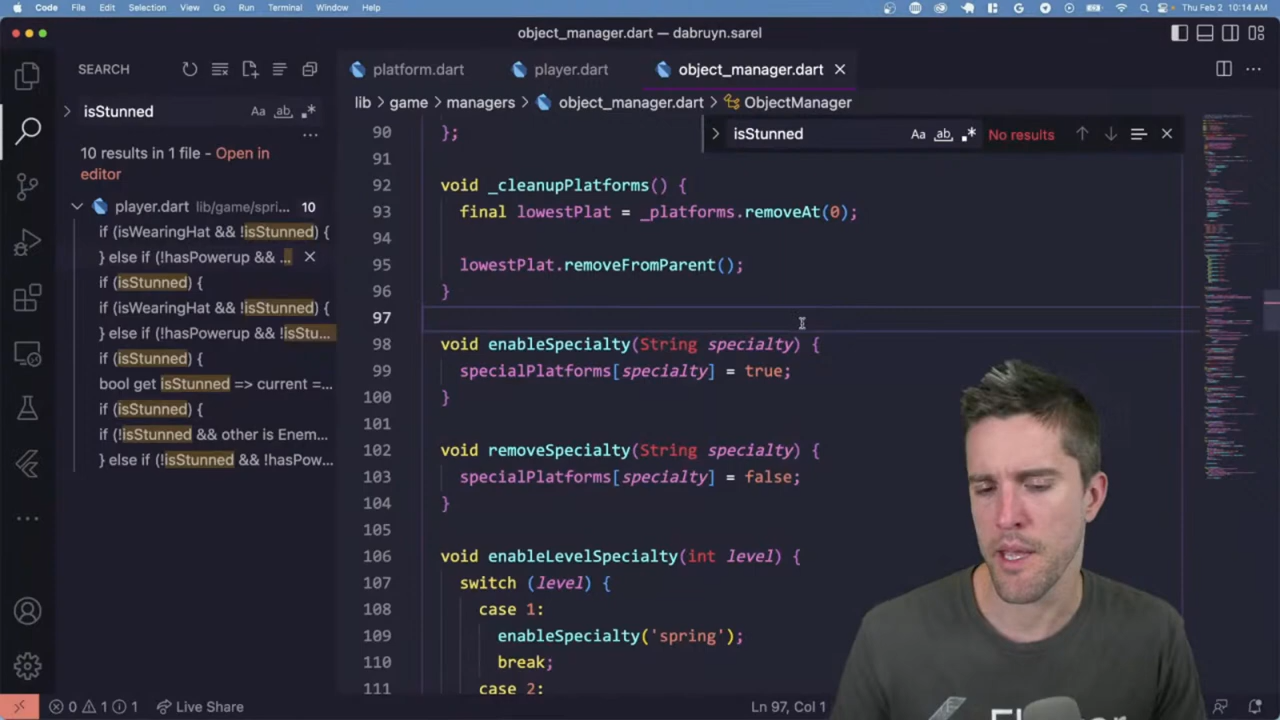 Code File Edit Selection View Go Run Terminal Window Help Thu Feb 2 10:14 AM
object_manager.dart — dabruyn.sarel
SEARCH
platform.dart player.dart object_manager.dart
isStunned Aa ab
lib > game > managers > object_manager.dart > ObjectManager
isStunned Aa ab No results
10 results in 1 file - Open in
editor
player.dart lib/game/spri... 10
if (isWearingHat && !isStunned) {
} else if (!hasPowerup && ...
if (isStunned) {
if (isWearingHat && !isStunned) {
} else if (!hasPowerup && !isStu...
if (isStunned) {
bool get isStunned => current =...
if (isStunned) {
if (!isStunned && other is Enem...
} else if (!isStunned && !hasPow...
90 };
91
92 void _cleanupPlatforms() {
93 final lowestPlat = _platforms.removeAt(0);
94
95 lowestPlat.removeFromParent();
96 }
97
98 void enableSpecialty(String specialty) {
99 specialPlatforms[specialty] = true;
100 }
101
102 void removeSpecialty(String specialty) {
103 specialPlatforms[specialty] = false;
104 }
105
106 void enableLevelSpecialty(int level) {
107 switch (level) {
108 case 1:
109 enableSpecialty('spring');
110 break;
111 case 2:
0 1 1 Live Share Ln 97, Col 1